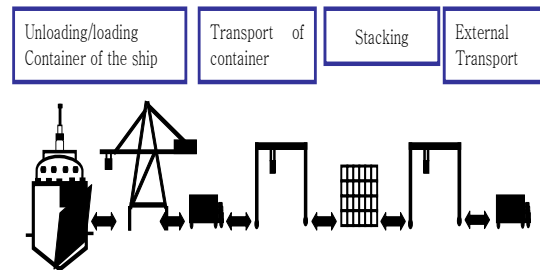 Unloading/loading
Container of the ship
Transport of
container
Stacking
External
Transport